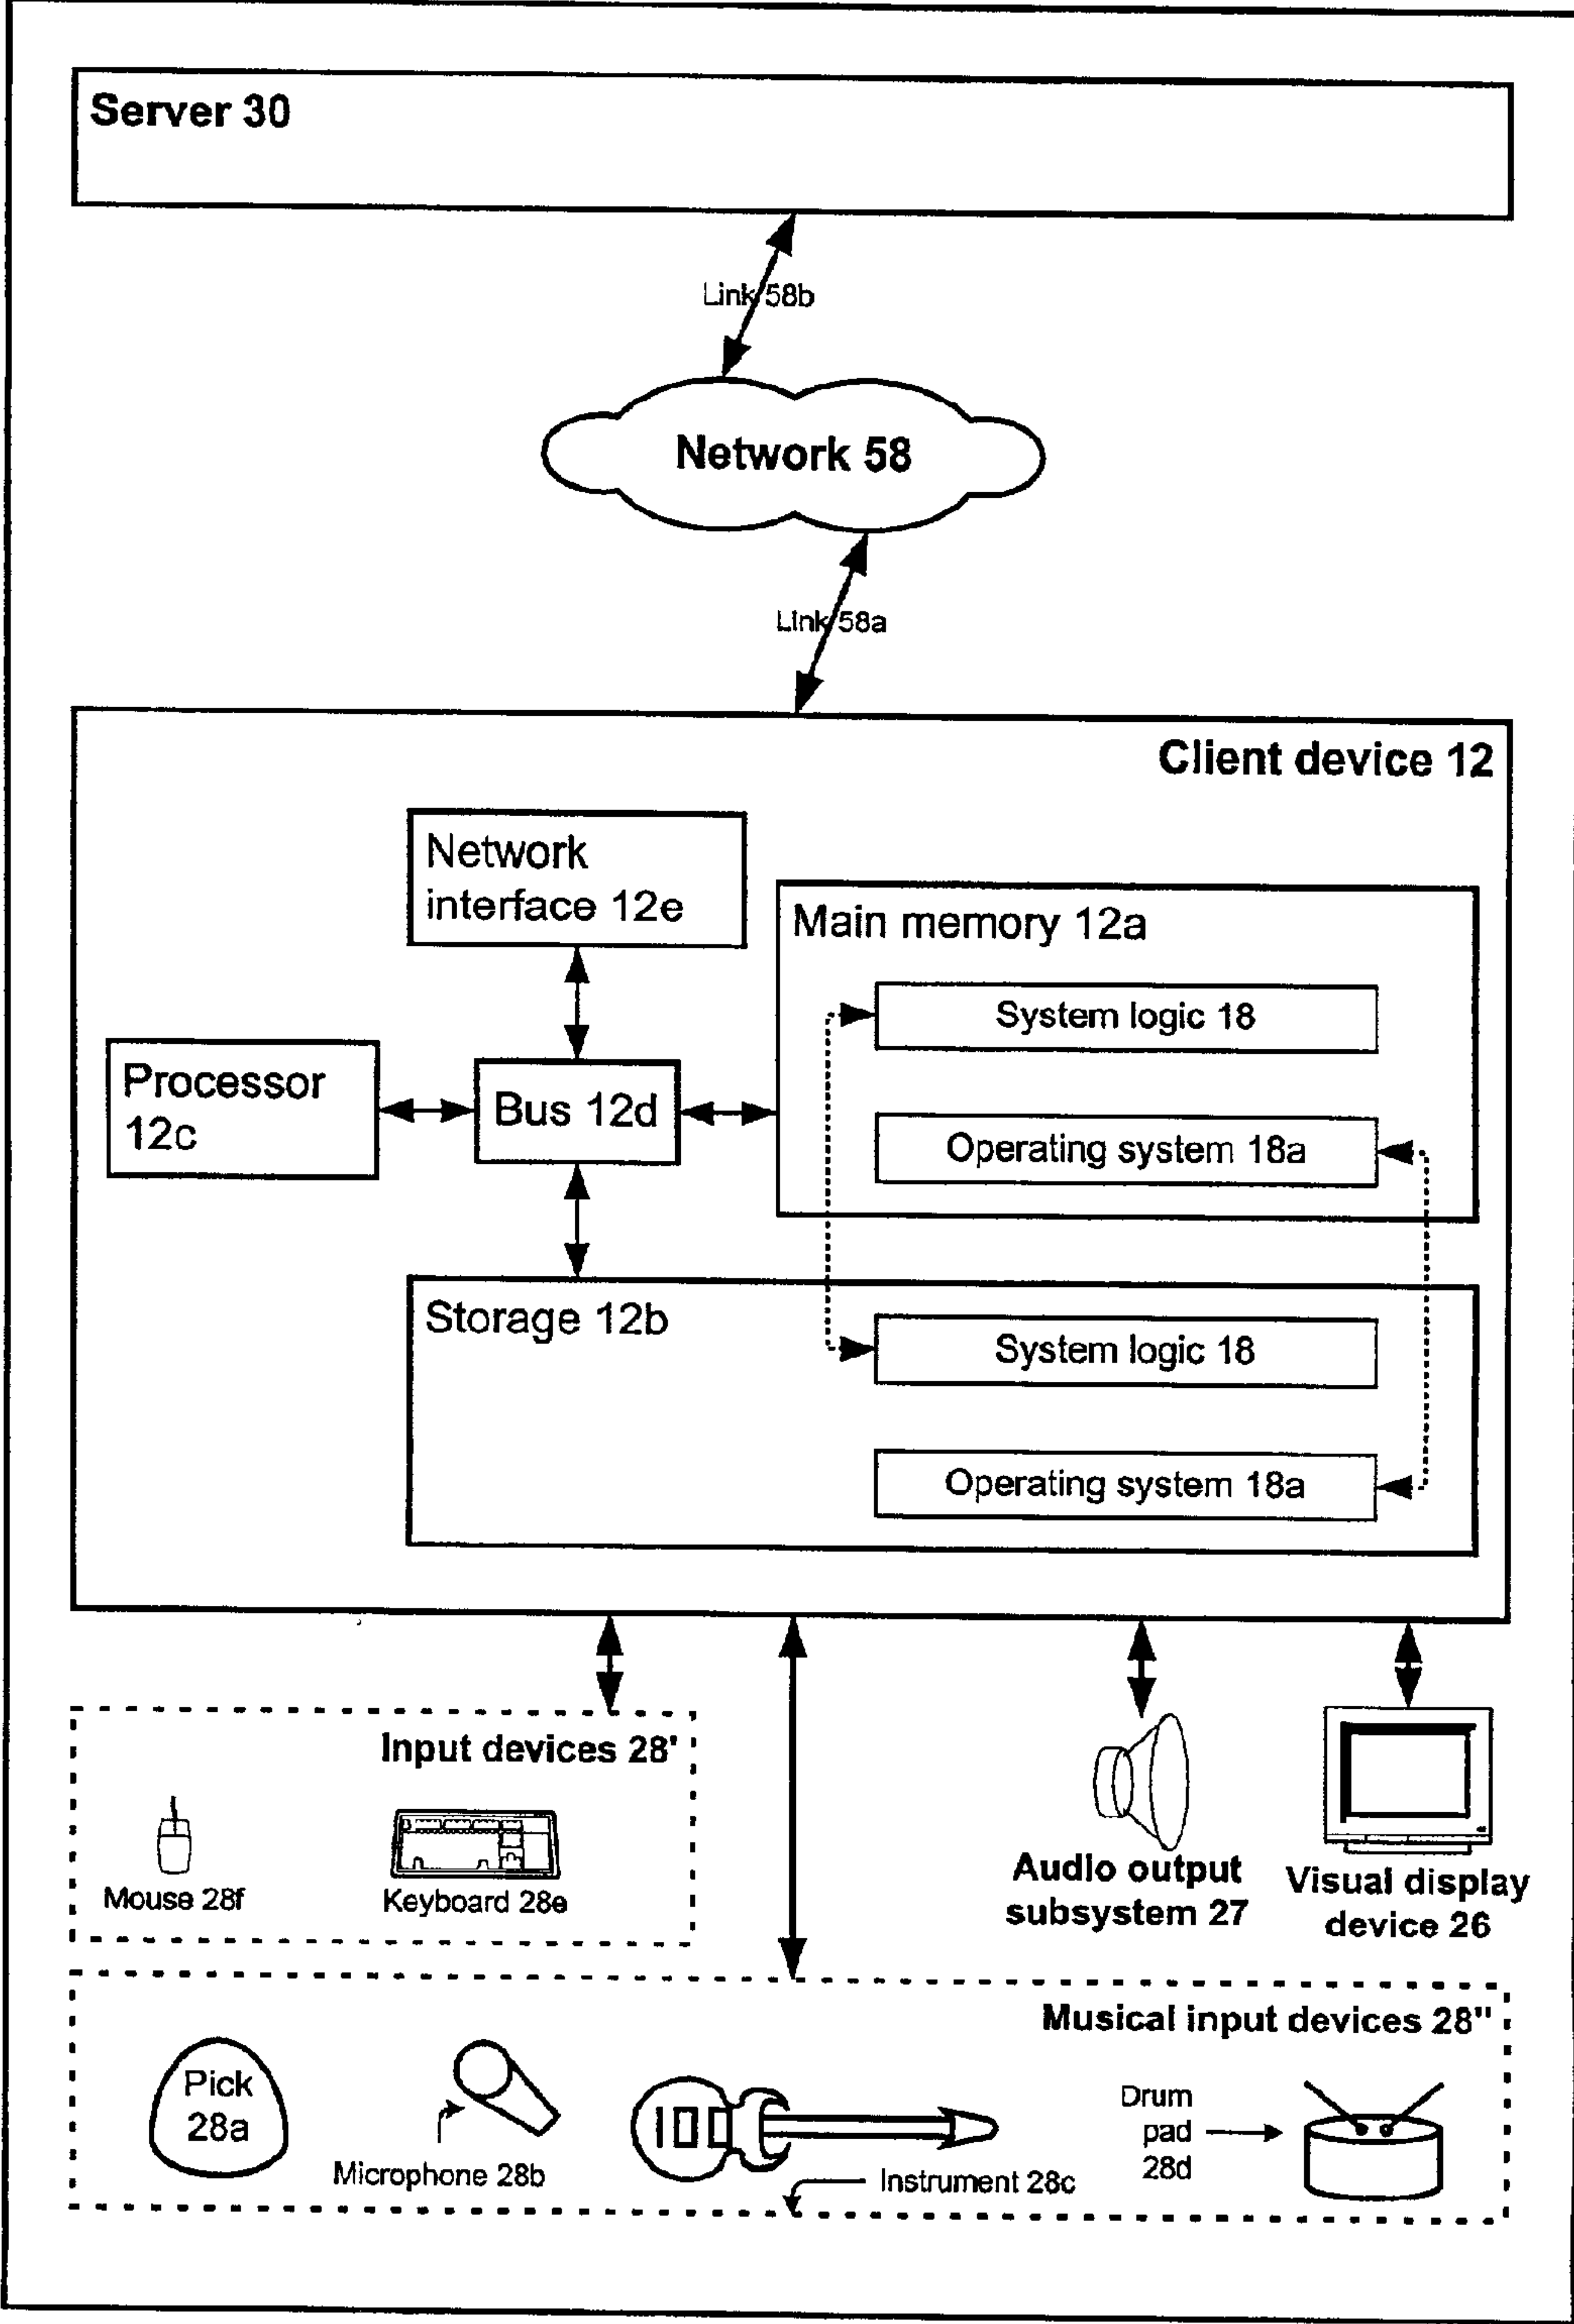 Server 30
Link 58b
Network 58
Link 58a
Client device 12
Network
interface 12e
Main memory 12a
System logic 18
Processor
12c
Bus 12d
Operating system 18a
Storage 12b
System logic 18
Operating system 18a
Input devices 28'
Mouse 28f
Keyboard 28e
Audio output
subsystem 27
Visual display
device 26
Musical input devices 28"
Pick
28a
Microphone 28b
Instrument 28c
Drum
pad
28d